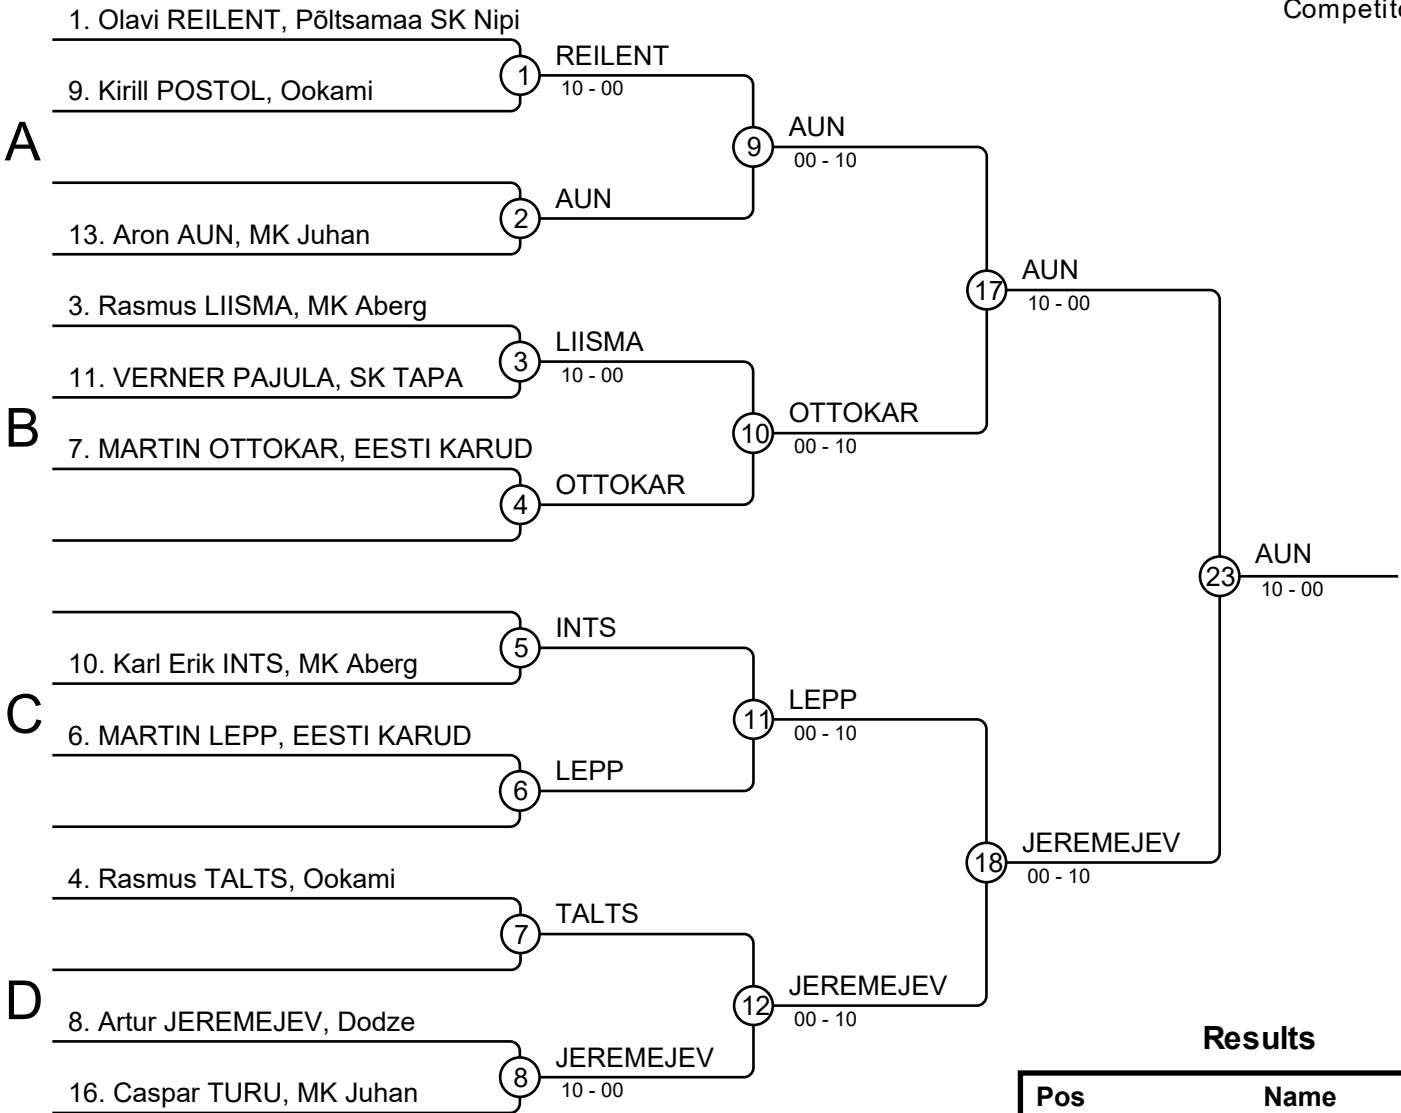 1. Olavi REILENT, Põltsamaa SK Nipi
Competit
1
REILENT
10 - 00
9. Kirill POSTOL, Ookami
A
9
AUN
00 - 10
2
AUN
13. Aron AUN, MK Juhan
17
AUN
10 - 00
3. Rasmus LIISMA, MK Aberg
3
LIISMA
10 - 00
11. VERNER PAJULA, SK TAPA
B
10
OTTOKAR
00 - 10
7. MARTIN OTTOKAR, EESTI KARUD
4
OTTOKAR
23
AUN
10 - 00
5
INTS
10. Karl Erik INTS, MK Aberg
C
11
LEPP
00 - 10
6. MARTIN LEPP, EESTI KARUD
6
LEPP
18
JEREMEJEV
00 - 10
4. Rasmus TALTS, Ookami
7
TALTS
D
12
JEREMEJEV
00 - 10
8. Artur JEREMEJEV, Dodze
8
JEREMEJEV
10 - 00
16. Caspar TURU, MK Juhan
Results
Pos Name